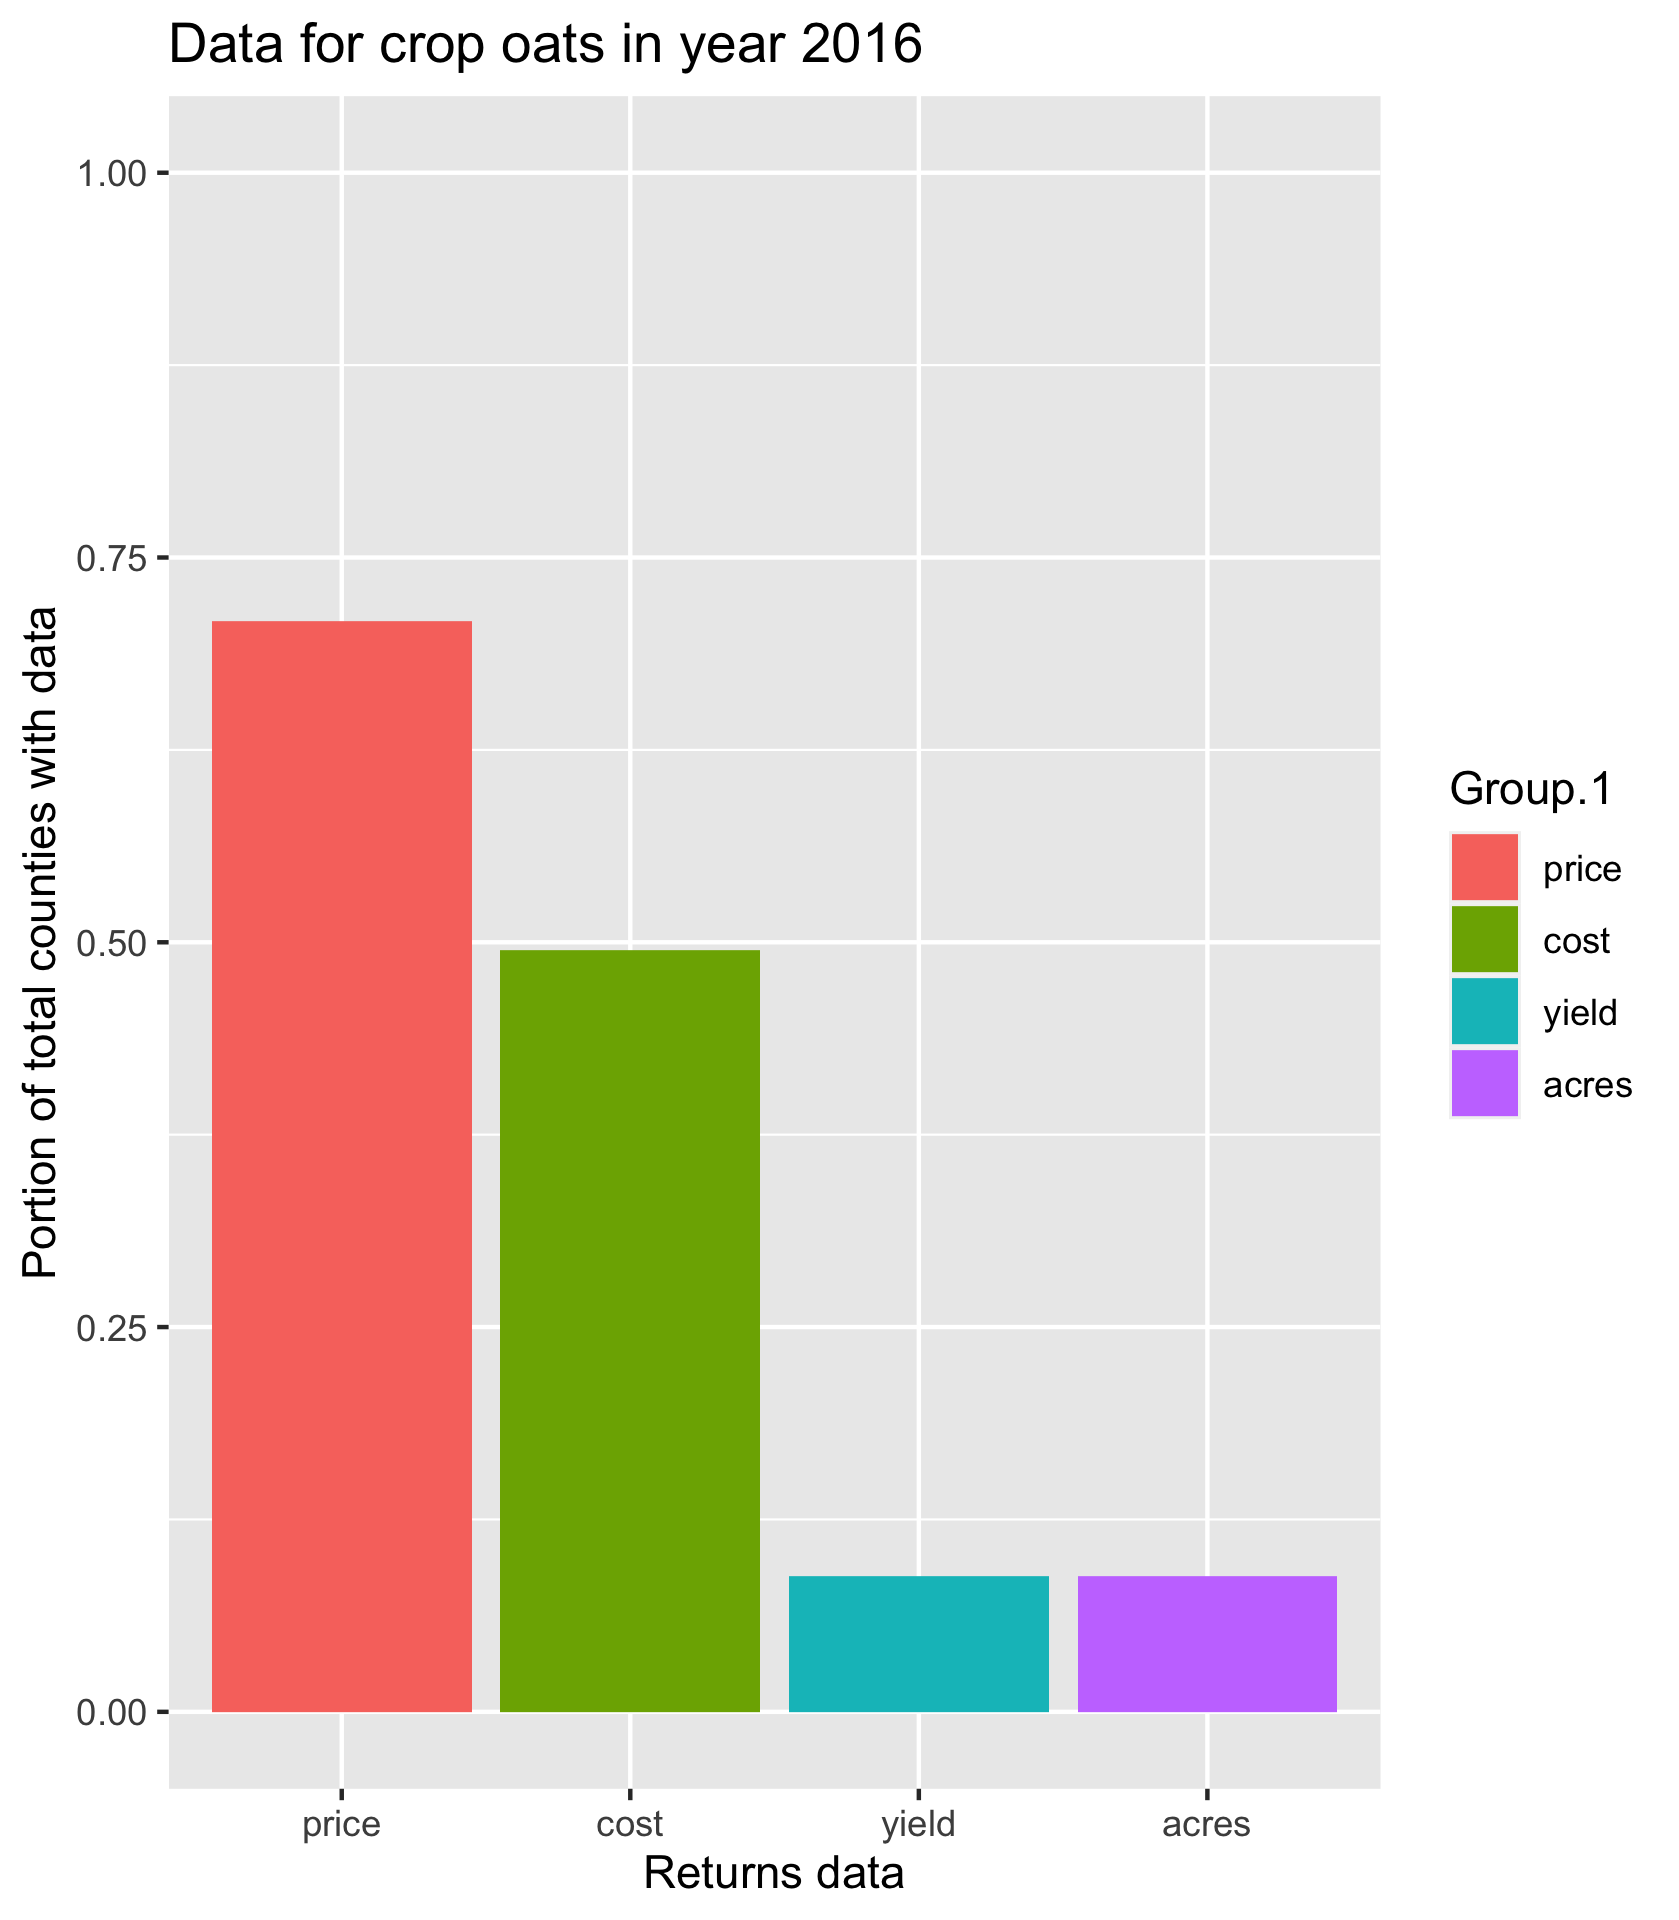 Data for crop oats in year 2016
Portion of total counties with data
1.00
0.75
0.50
0.25
0.00
price
cost
yield
acres
Returns data
Group.1
price
cost
yield
acres